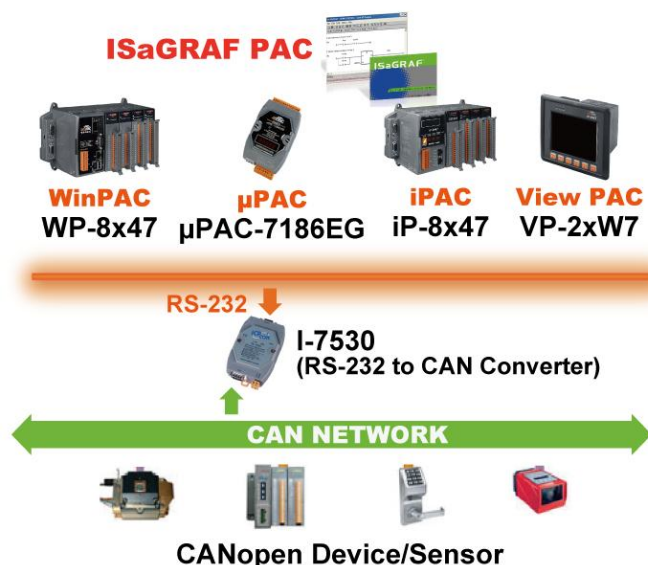 ISaGRAF PAC
ISaGRAF
WinPAC
WP-8x47
µPAC
µPAC-7186EG
iPAC
iP-8x47
View PAC
VP-2xW7
RS-232
I-7530
(RS-232 to CAN Converter)
CAN NETWORK
CANopen Device/Sensor